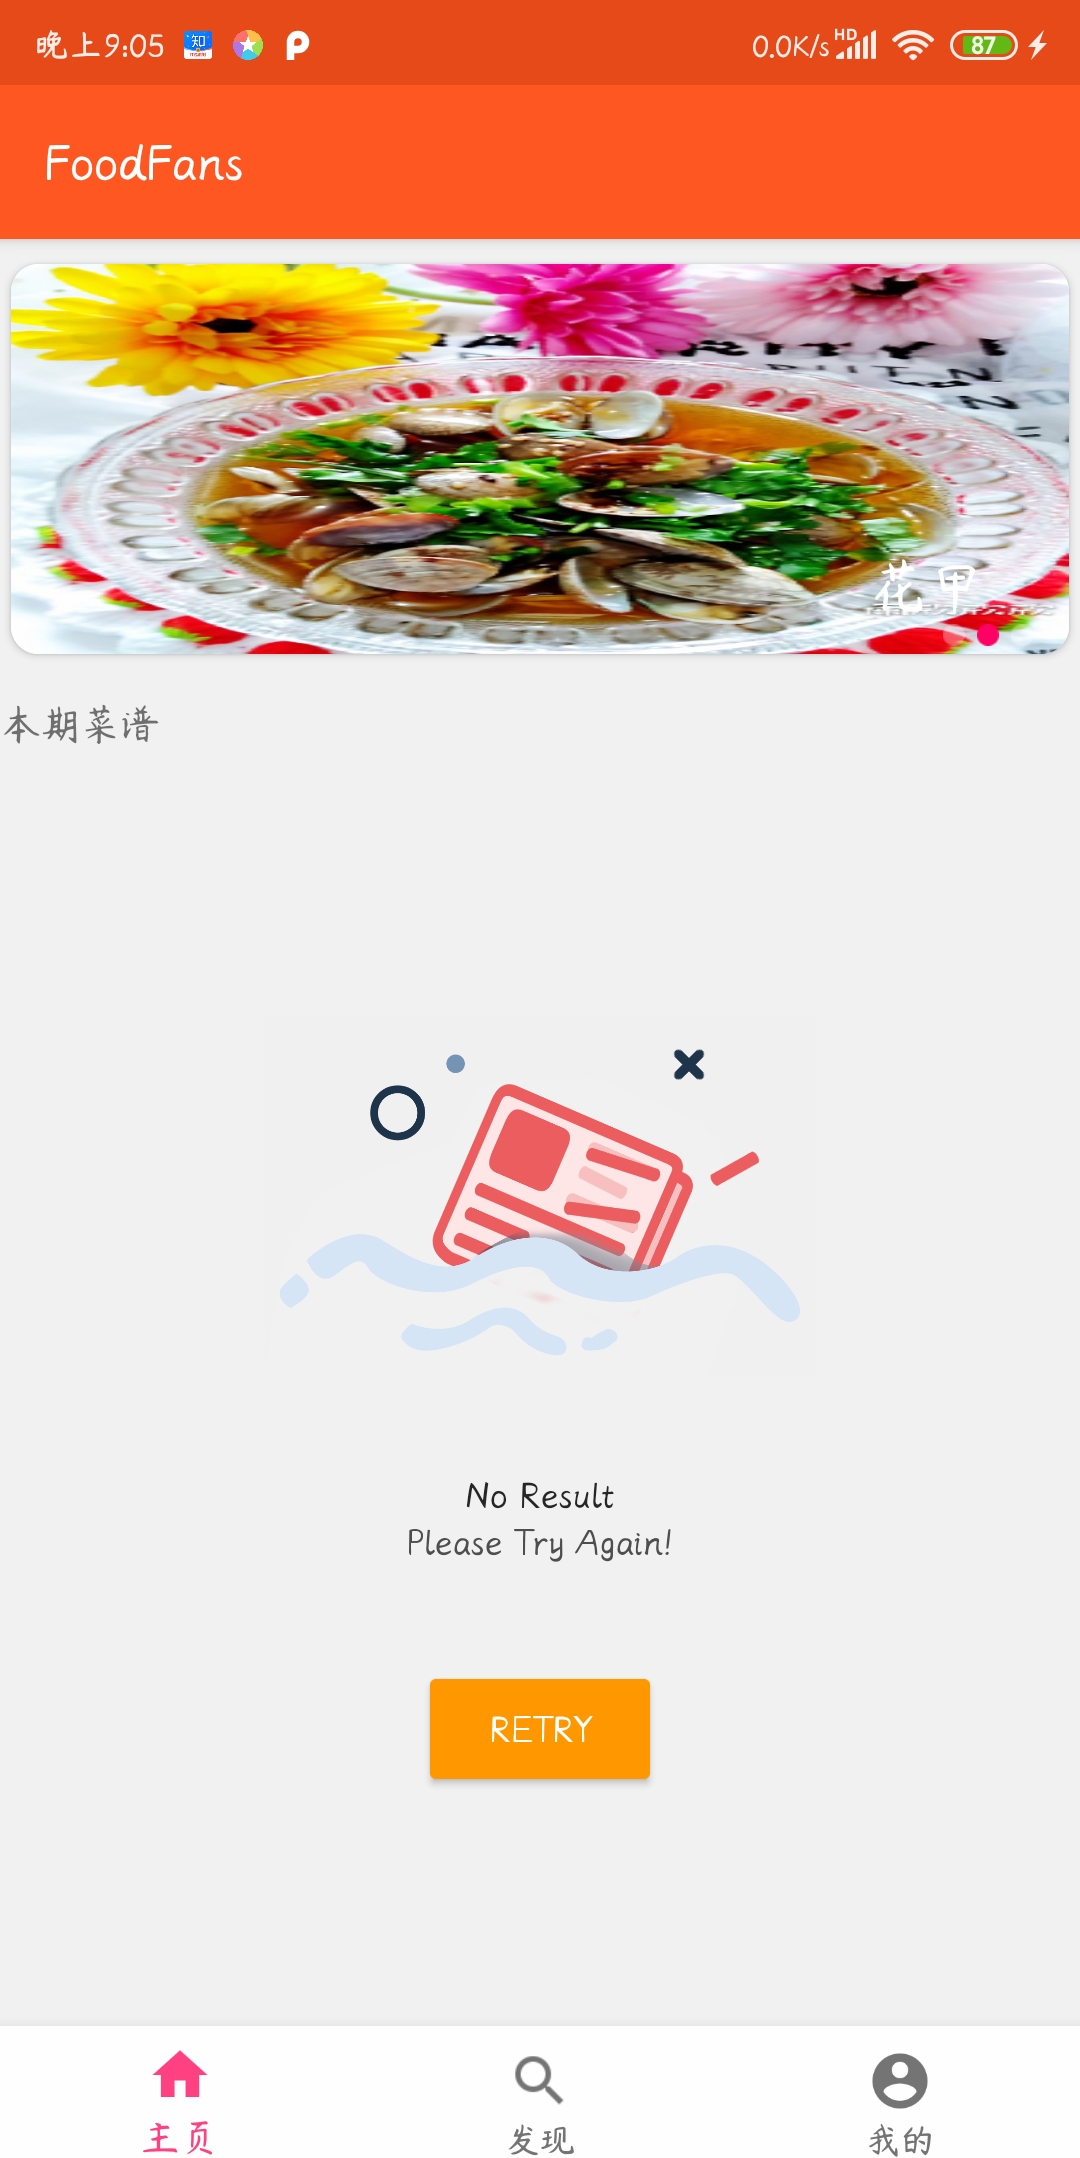 晚上9:05 知 0.0K/s HD 87
FoodFans
花甲
本期菜谱
No Result
Please Try Again!
RETRY
主页 发现 我的